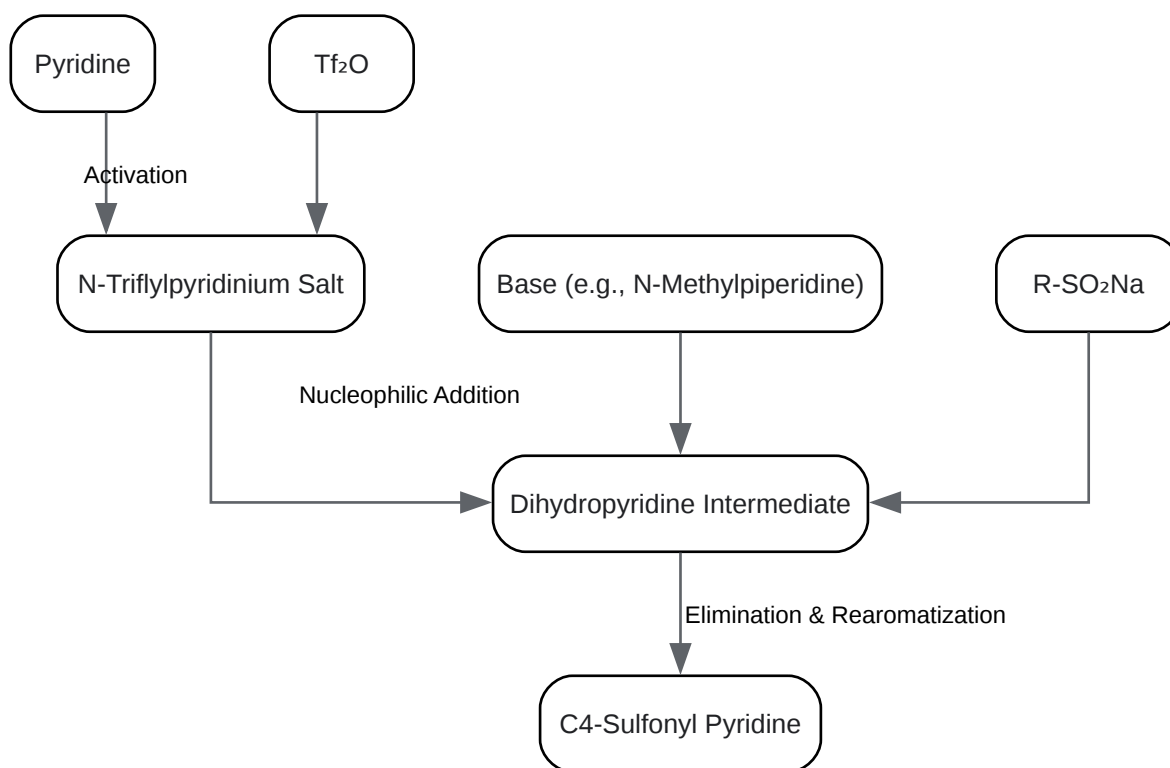 Pyridine
Tf₂O
Activation
N-Triflylpyridinium Salt
Base (e.g., N-Methylpiperidine)
R-SO₂Na
Nucleophilic Addition
Dihydropyridine Intermediate
Elimination & Rearomatization
C4-Sulfonyl Pyridine